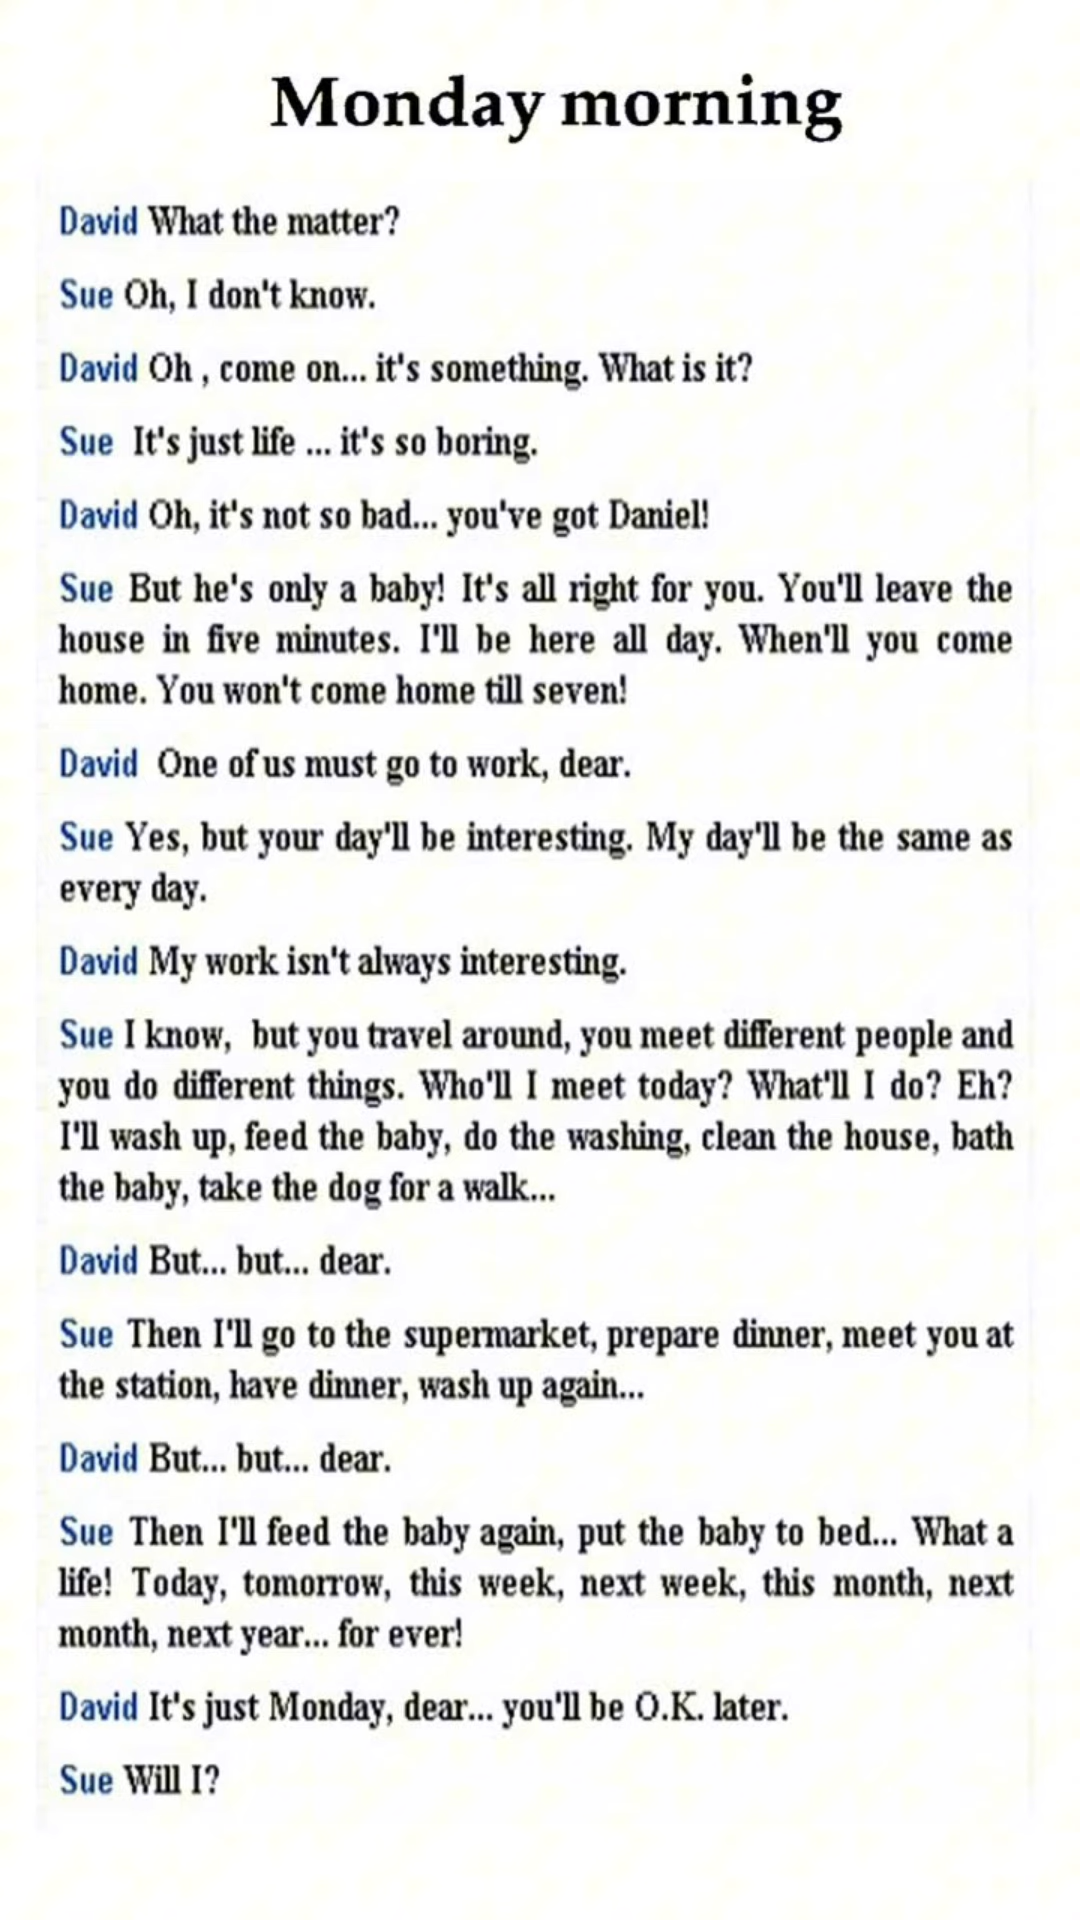 Monday morning
David What the matter?
Sue Oh, I don't know.
David Oh , come on... it's something. What is it?
Sue It's just life ... it's so boring.
David Oh, it's not so bad... you've got Daniel!
Sue But he's only a baby! It's all right for you. You'll leave the
house in five minutes. I'll be here all day. When'll you come
home. You won't come home till seven!
David One of us must go to work, dear.
Sue Yes, but your day'll be interesting. My day'll be the same as
every day.
David My work isn't always interesting.
Sue I know, but you travel around, you meet different people and
you do different things. Who'll I meet today? What'll I do? Eh?
I'll wash up, feed the baby, do the washing, clean the house, bath
the baby, take the dog for a walk...
David But... but... dear.
Sue Then I'll go to the supermarket, prepare dinner, meet you at
the station, have dinner, wash up again...
David But... but... dear.
Sue Then I'll feed the baby again, put the baby to bed... What a
life! Today, tomorrow, this week, next week, this month, next
month, next year... for ever!
David It's just Monday, dear... you'll be O.K. later.
Sue Will I?